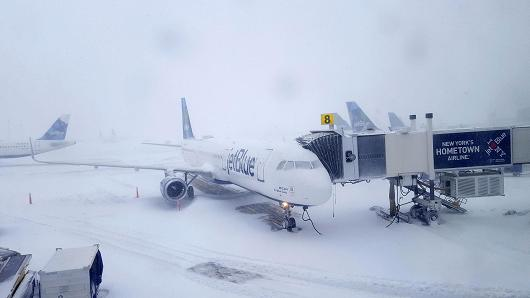 8
jetBlue
NEW YORK'S
HOMETOWN
AIRLINE.